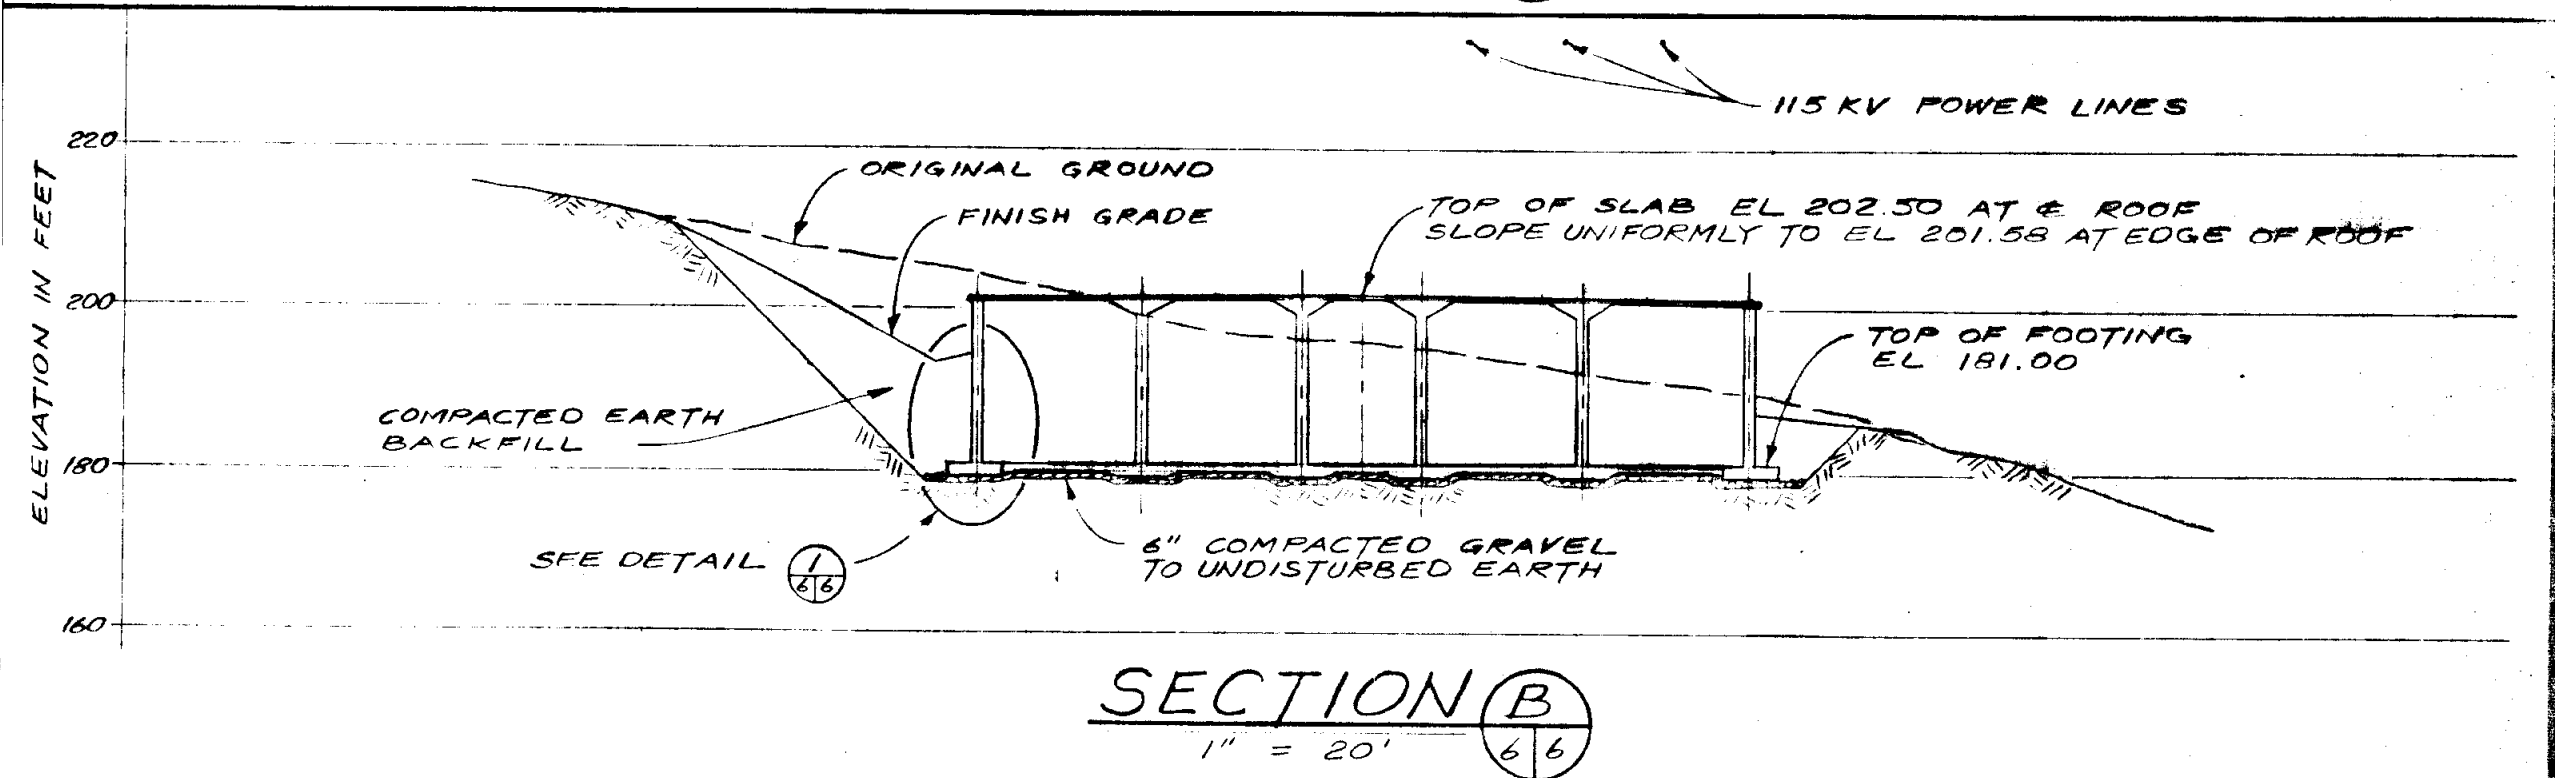 115 KV POWER LINES
220
ORIGINAL GROUND
FINISH GRADE
TOP OF SLAB EL 202.50 AT ℄ ROOF
SLOPE UNIFORMLY TO EL 201.58 AT EDGE OF ROOF
ELEVATION IN FEET
200
TOP OF FOOTING
EL 181.00
COMPACTED EARTH
BACKFILL
180
SEE DETAIL
1
6 6
6" COMPACTED GRAVEL
TO UNDISTURBED EARTH
160
SECTION B
1" = 20'
6 6